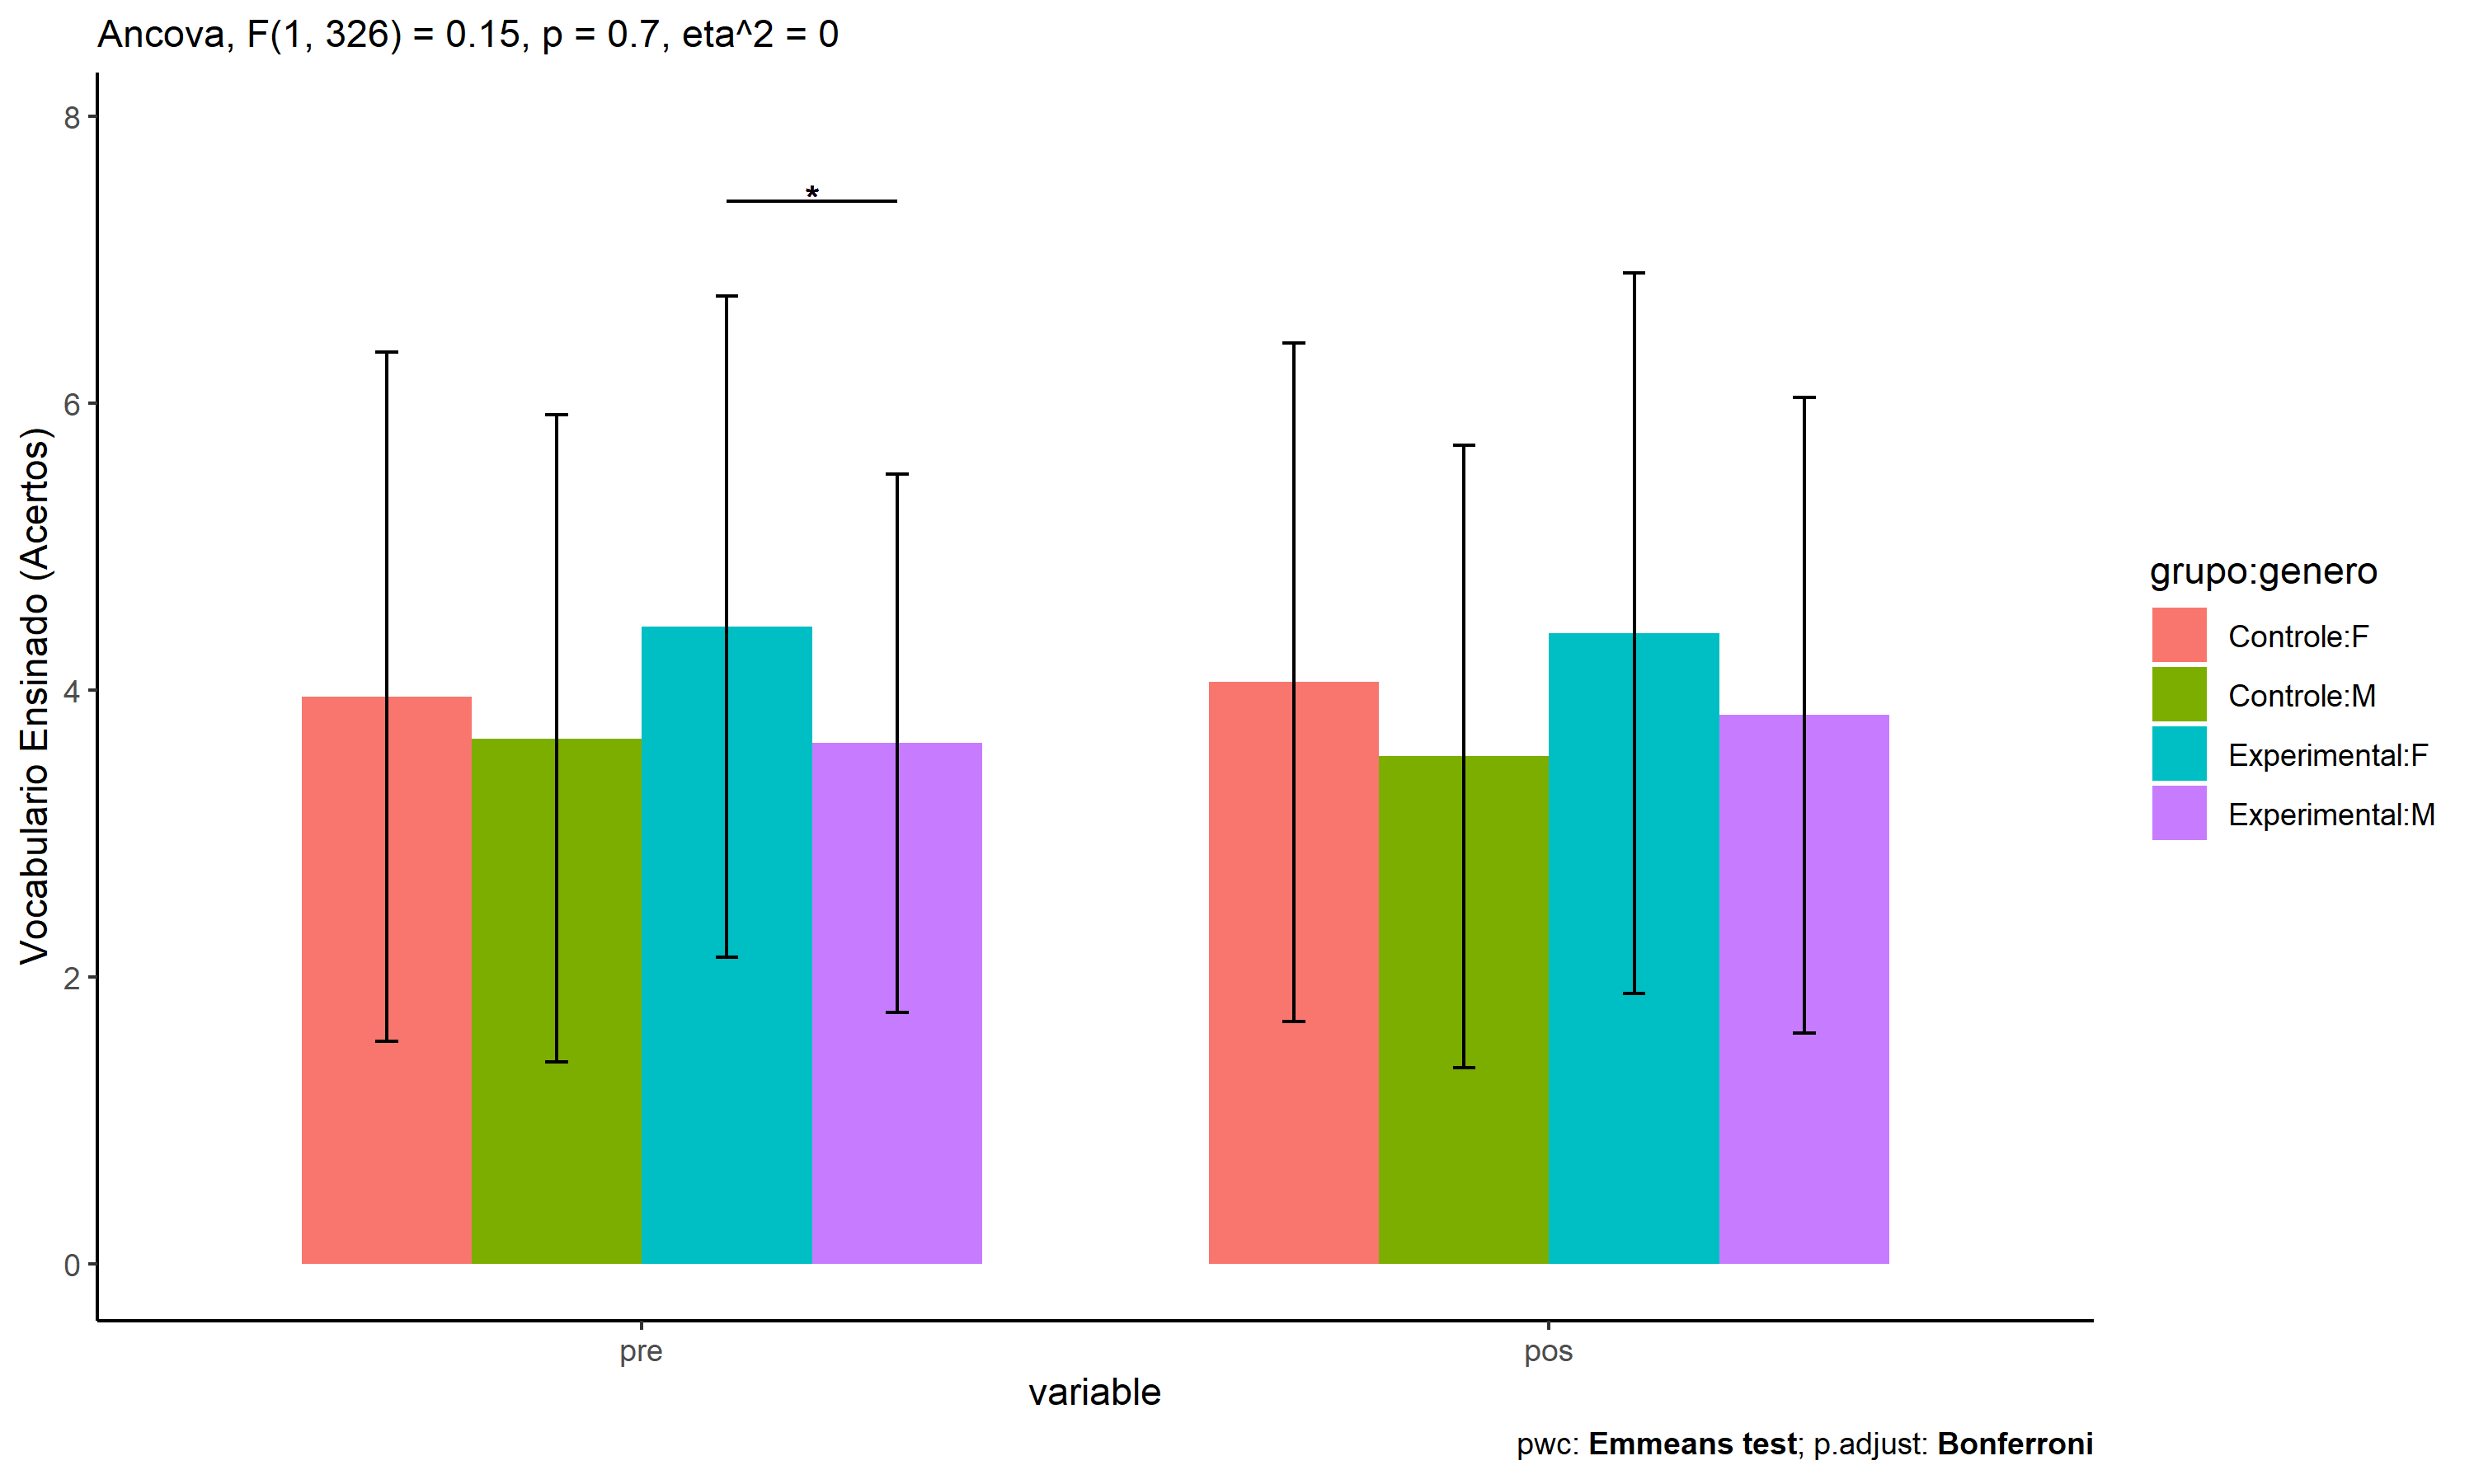 Ancova, F(1, 326) = 0.15, p = 0.7, eta^2 = 0
Vocabulario Ensinado (Acertos)
8
6
4
2
0
*
pre
pos
variable
grupo:genero
Controle:F
Controle:M
Experimental:F
Experimental:M
pwc: Emmeans test; p.adjust: Bonferroni